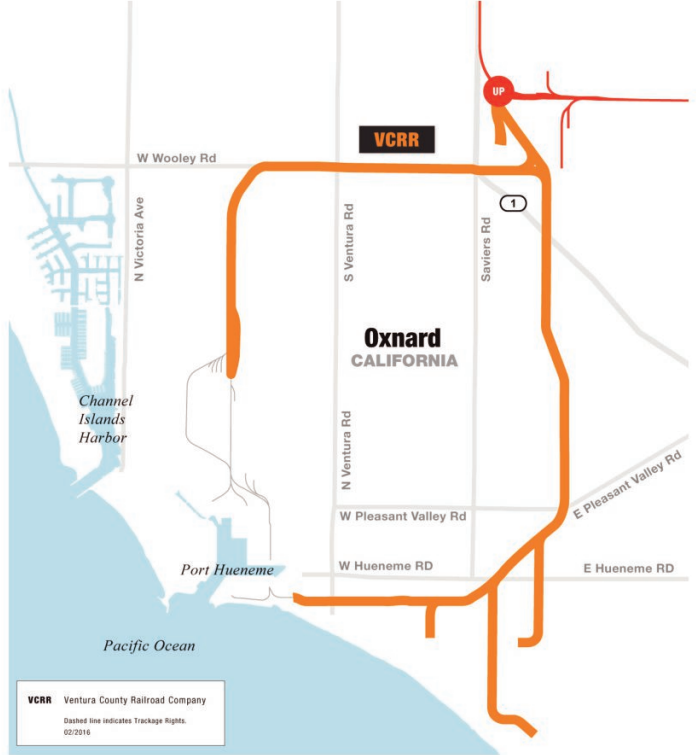 UP
VCRR
W Wooley Rd
1
N Victoria Ave
S Ventura Rd
Saviers Rd
Oxnard
CALIFORNIA
Channel
Islands
Harbor
N Ventura Rd
E Pleasant Valley Rd
W Pleasant Valley Rd
Port Hueneme
W Hueneme RD
E Hueneme RD
Pacific Ocean
VCRR Ventura County Railroad Company
Dashed line indicates Trackage Rights.
02/2016